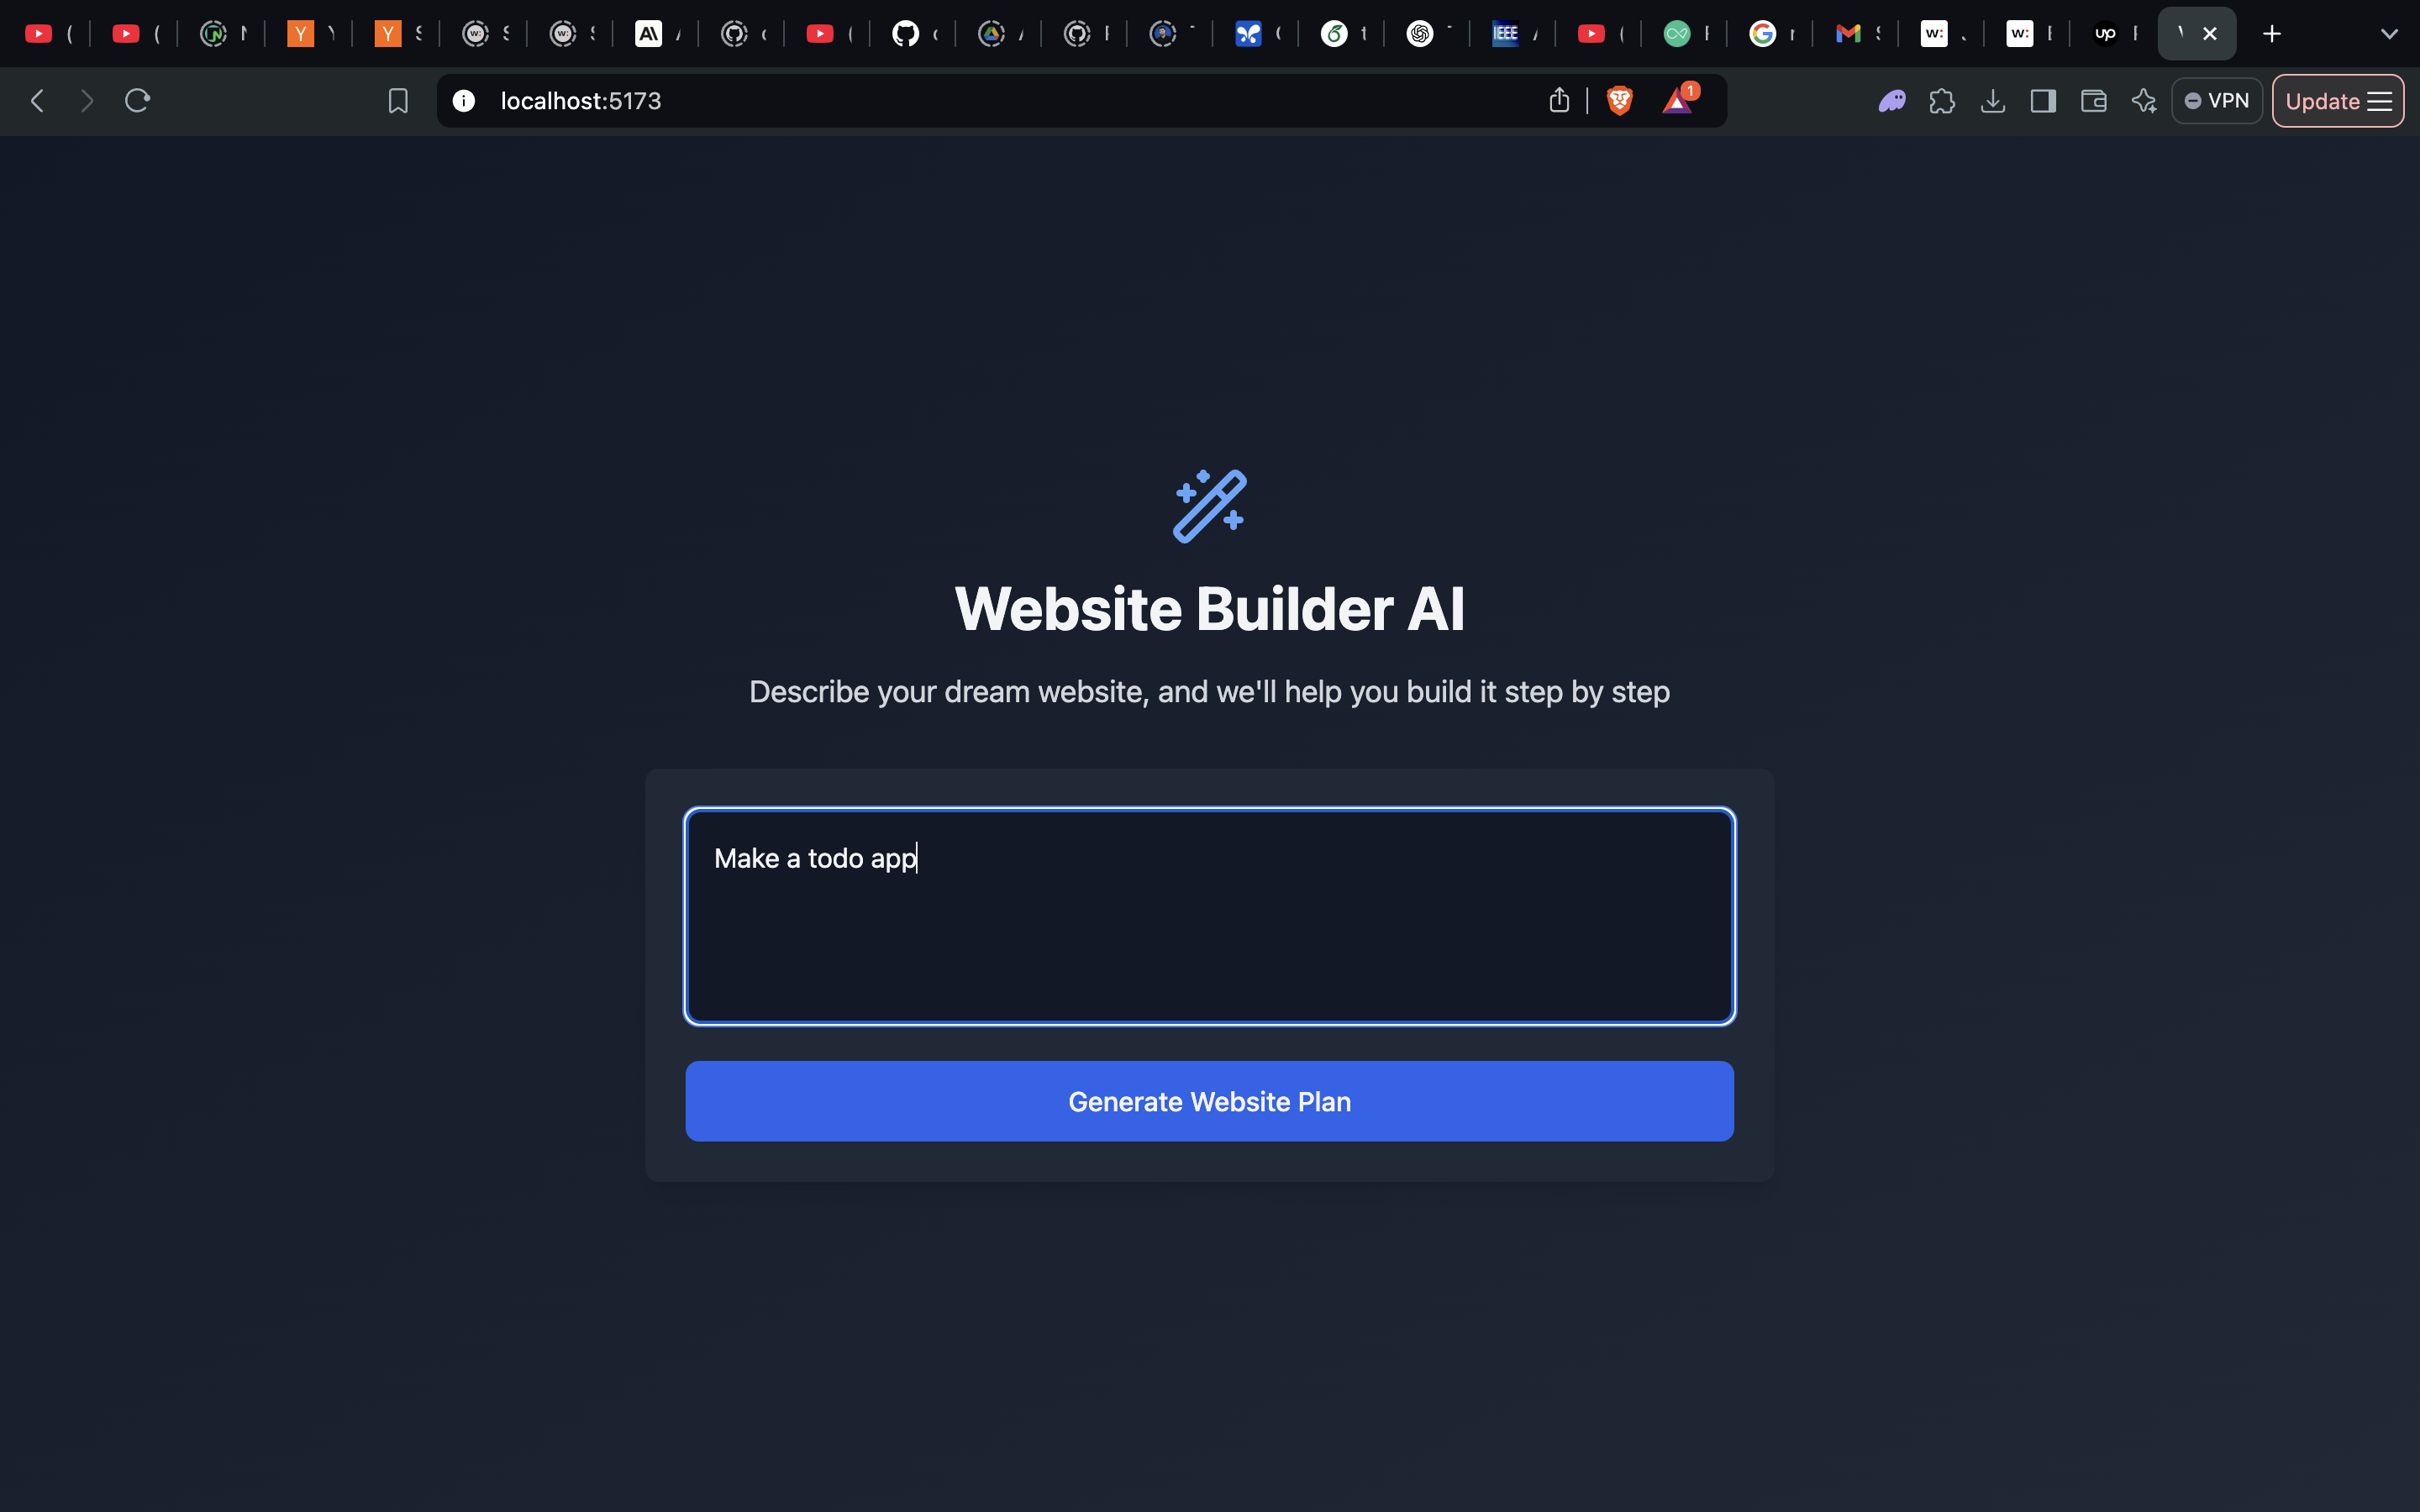 localhost:5173
1
VPN
Update
Website Builder AI
Describe your dream website, and we'll help you build it step by step
Make a todo app
Generate Website Plan